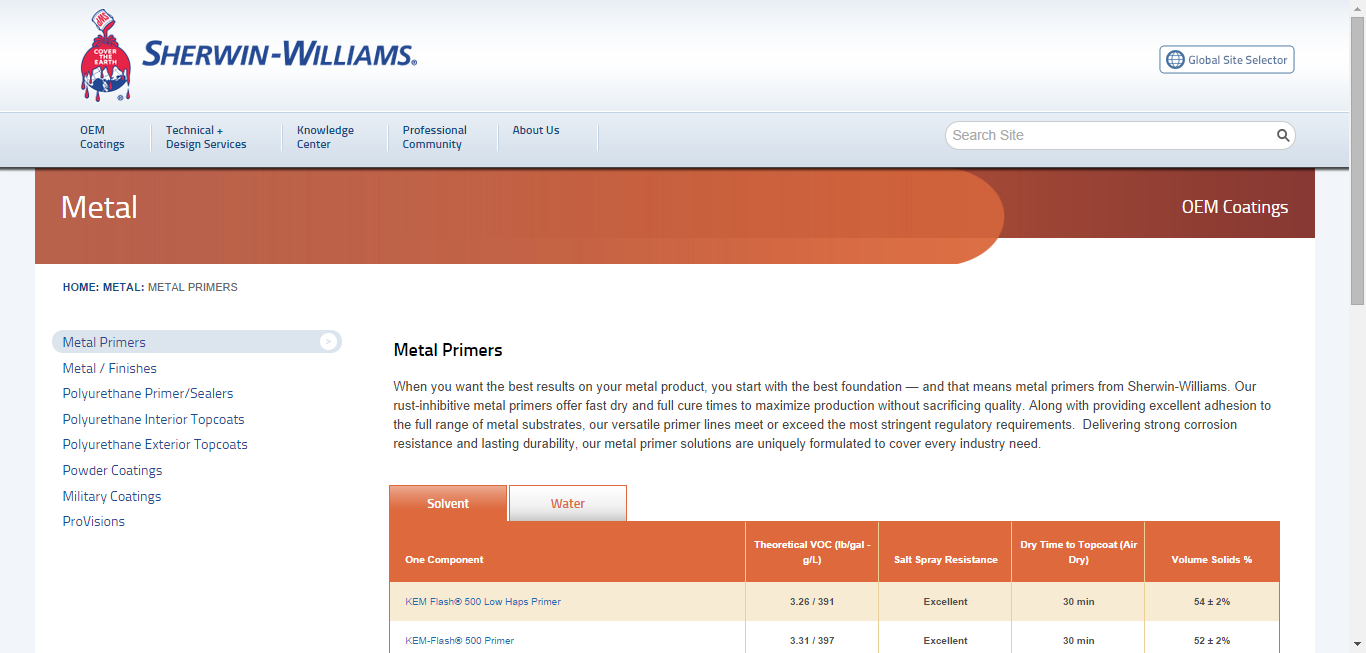 SWP
COVER
THE
EARTH
®
SHERWIN-WILLIAMS®
Global Site Selector
OEM
Coatings
Technical +
Design Services
Knowledge
Center
Professional
Community
About Us
Search Site
Metal
OEM Coatings
HOME: METAL: METAL PRIMERS
Metal Primers
Metal / Finishes
Polyurethane Primer/Sealers
Polyurethane Interior Topcoats
Polyurethane Exterior Topcoats
Powder Coatings
Military Coatings
ProVisions
Metal Primers
When you want the best results on your metal product, you start with the best foundation — and that means metal primers from Sherwin-Williams. Our
rust-inhibitive metal primers offer fast dry and full cure times to maximize production without sacrificing quality. Along with providing excellent adhesion to
the full range of metal substrates, our versatile primer lines meet or exceed the most stringent regulatory requirements.  Delivering strong corrosion
resistance and lasting durability, our metal primer solutions are uniquely formulated to cover every industry need.
Solvent
Water
One Component
Theoretical VOC (lb/gal -
g/L)
Salt Spray Resistance
Dry Time to Topcoat (Air
Dry)
Volume Solids %
KEM Flash® 500 Low Haps Primer
3.26 / 391
Excellent
30 min
54 ± 2%
KEM-Flash® 500 Primer
3.31 / 397
Excellent
30 min
52 ± 2%